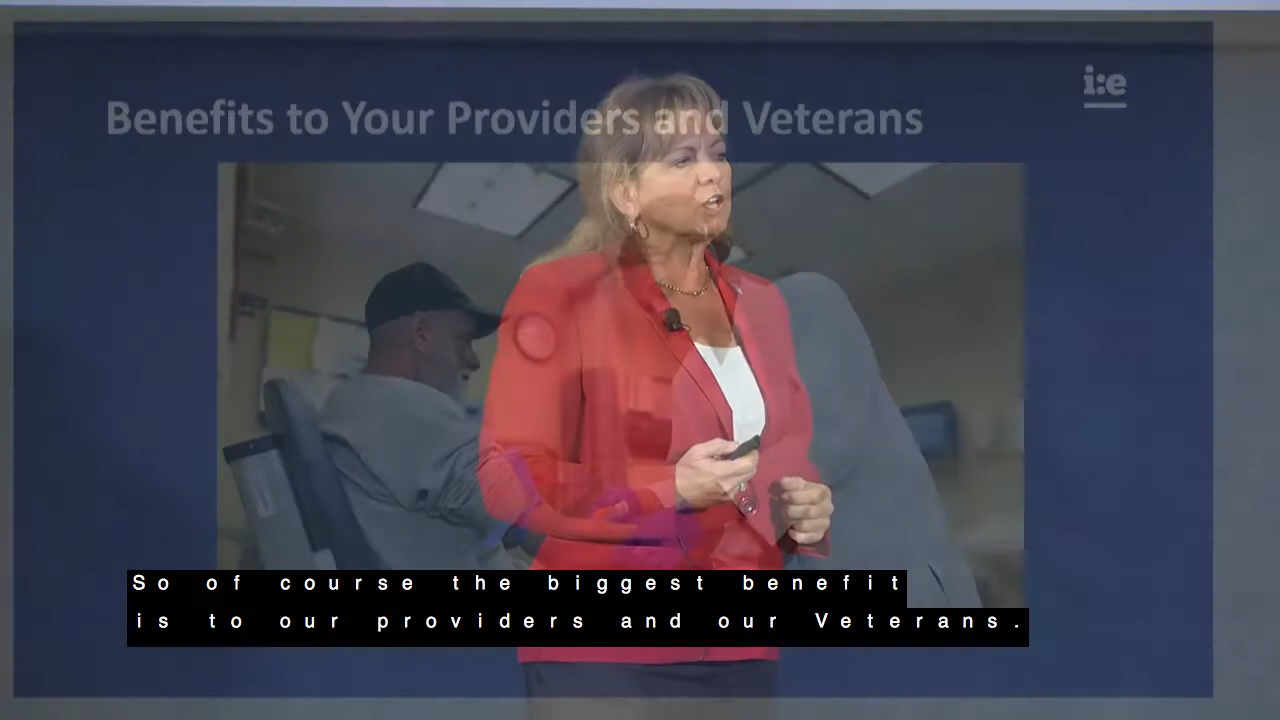 i:e
Benefits to Your Providers and Veterans
So of course the biggest benefit
is to our providers and our Veterans.